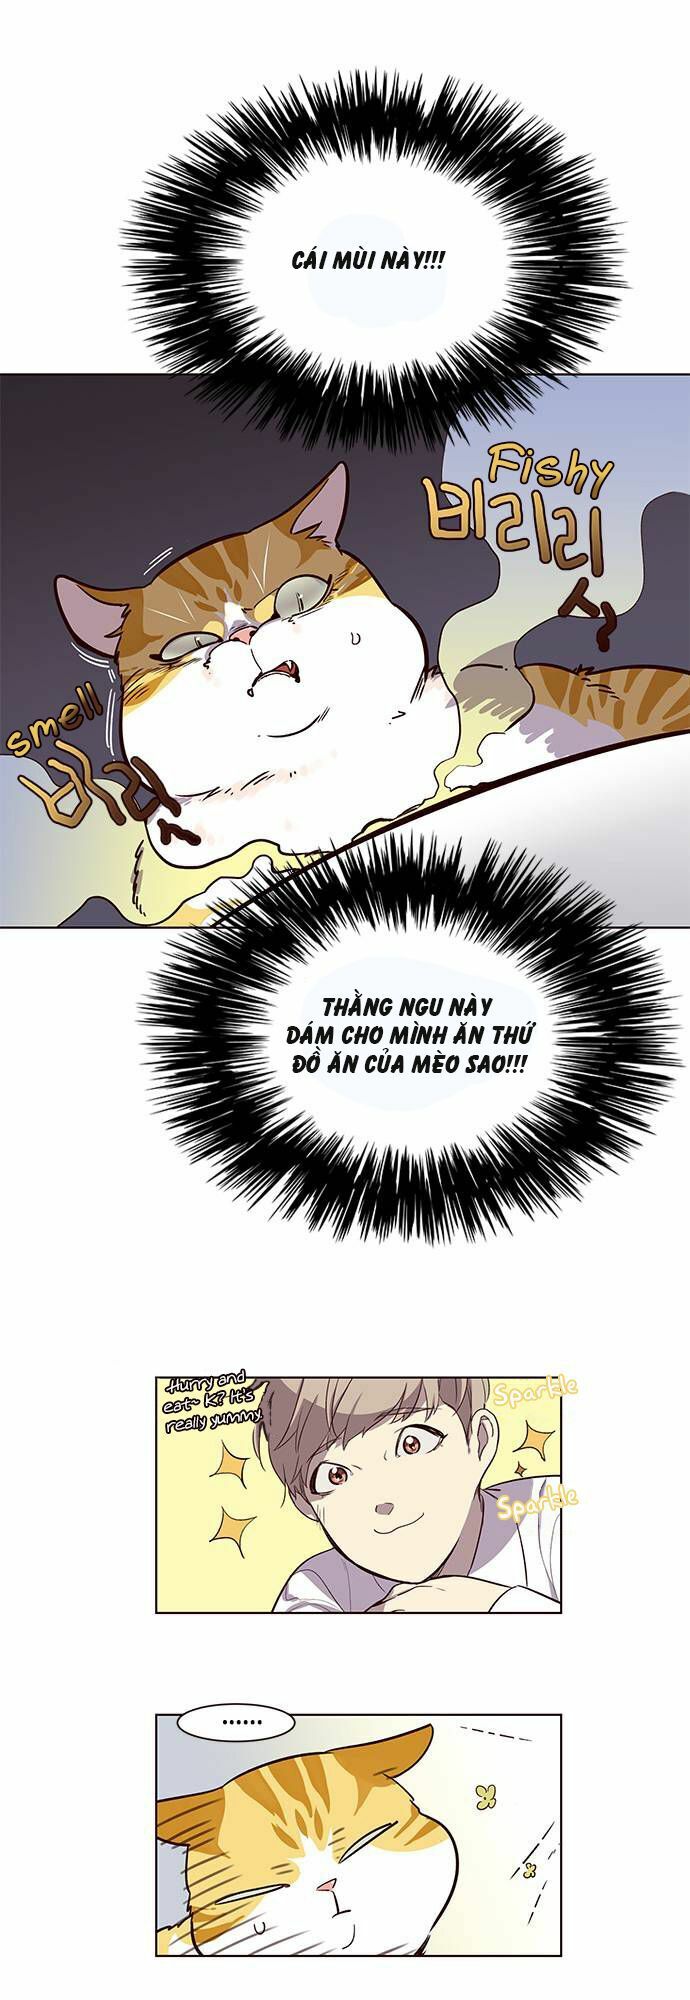 CÁI MÙI NÀY!!!
Fishy
비리리
smell
비리
THẰNG NGU NÀY
DÁM CHO MÌNH ĂN THỨ
ĐỒ ĂN CỦA MÈO SAO!!!
Hurry and
eat~ K? It's
really yummy.
Sparkle
Sparkle
......